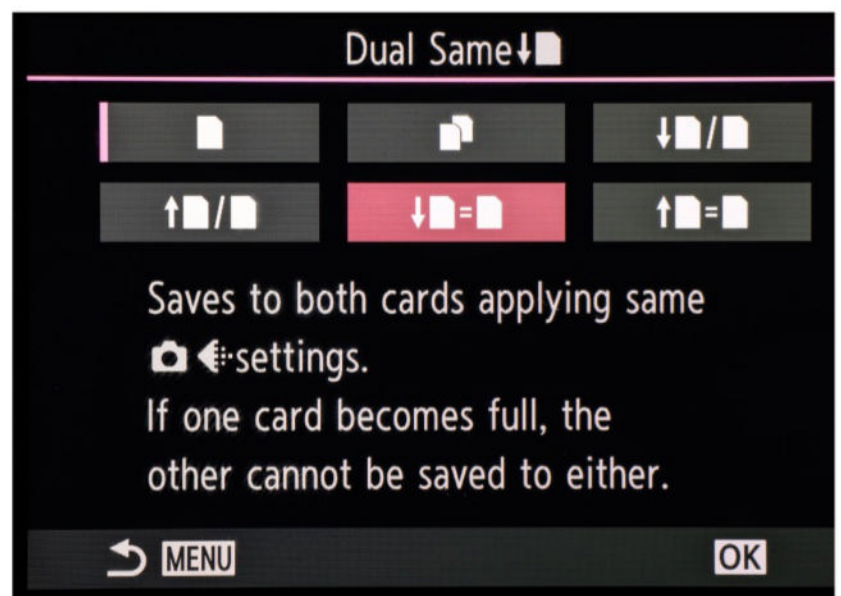 Dual Same↓
↓ /
↑ /
↓ =
↑ =
Saves to both cards applying same
settings.
If one card becomes full, the
other cannot be saved to either.
MENU
OK